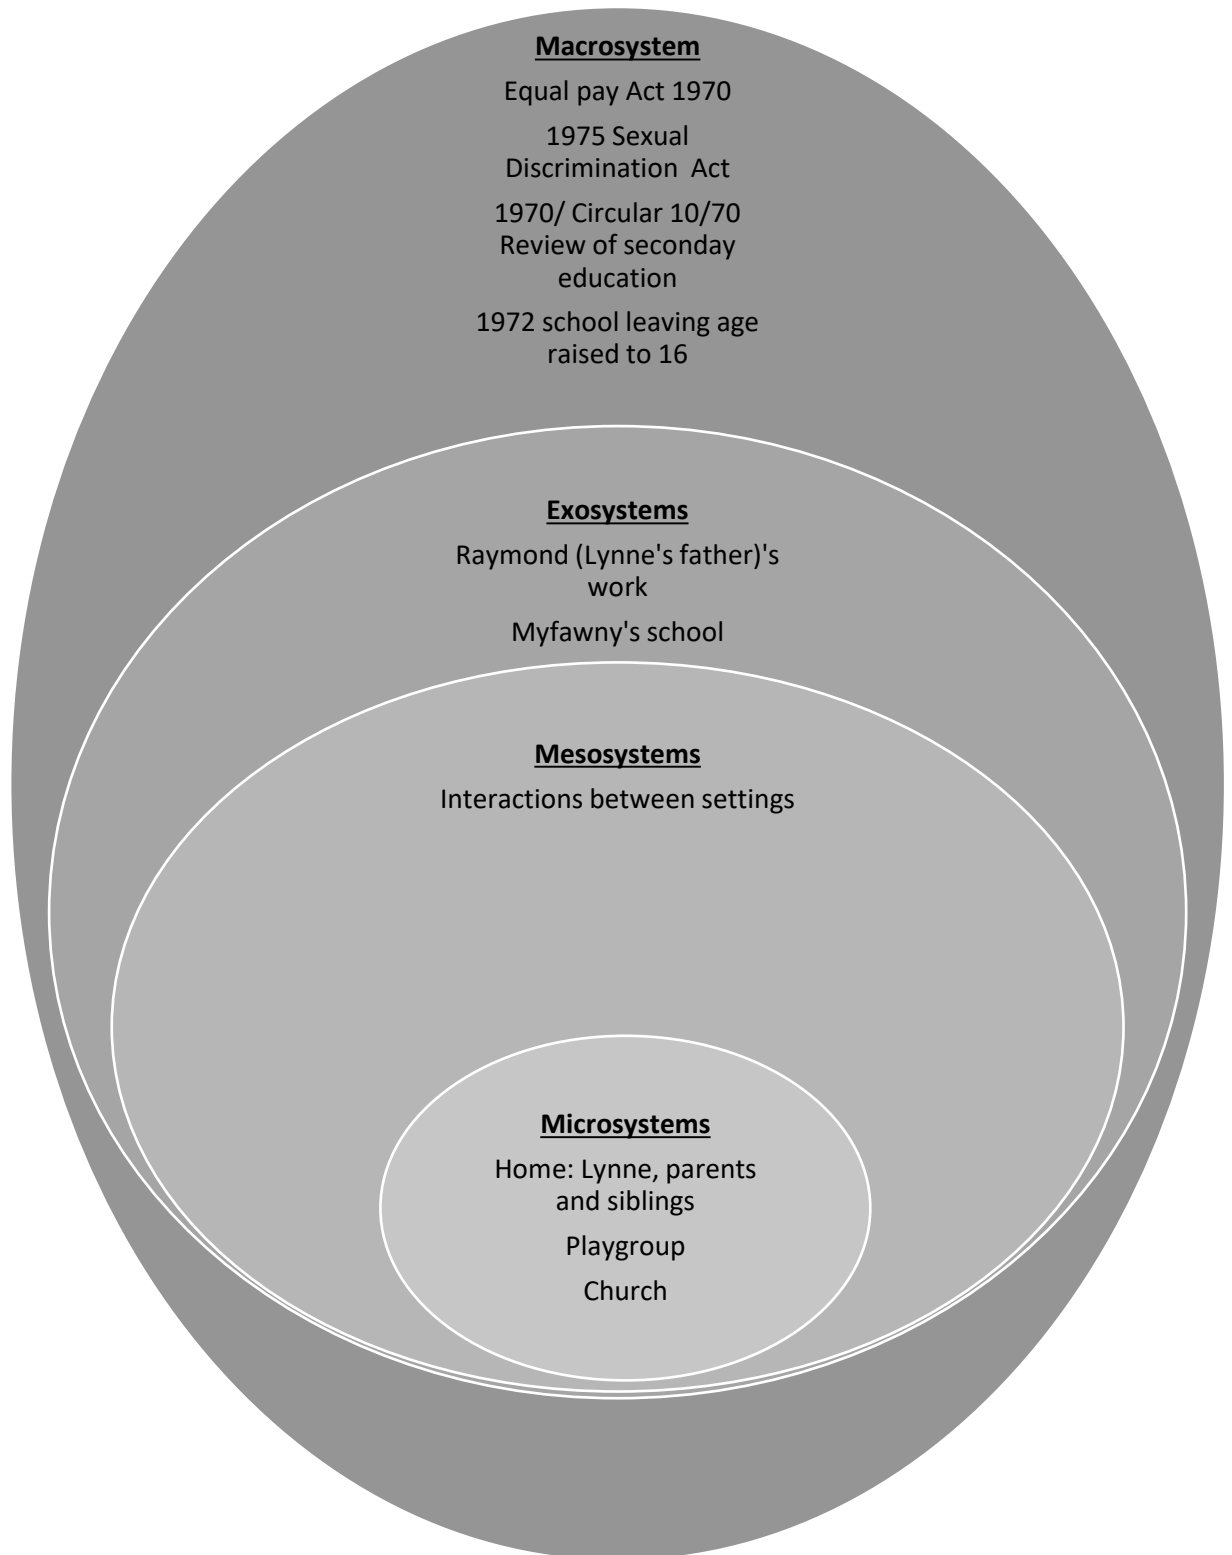 Macrosystem
Equal pay Act 1970
1975 Sexual
Discrimination Act
1970/ Circular 10/70
Review of seconday
education
1972 school leaving age
raised to 16
Exosystems
Raymond (Lynne's father)'s
work
Myfawny's school
Mesosystems
Interactions between settings
Microsystems
Home: Lynne, parents
and siblings
Playgroup
Church